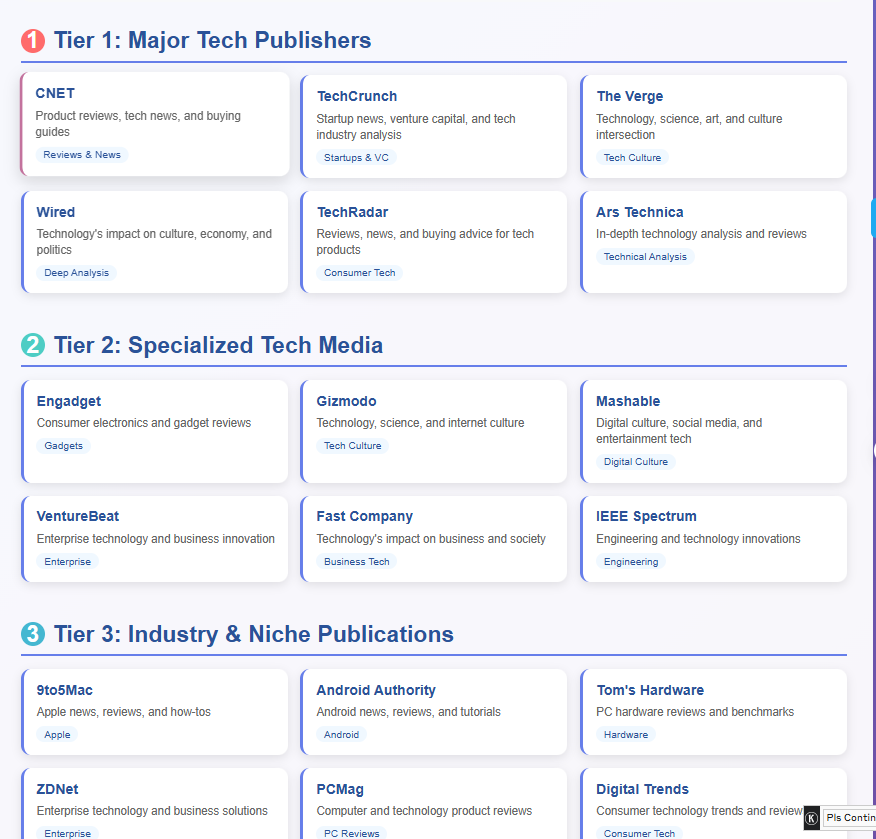 1 Tier 1: Major Tech Publishers
CNET
Product reviews, tech news, and buying
guides
Reviews & News
TechCrunch
Startup news, venture capital, and tech
industry analysis
Startups & VC
The Verge
Technology, science, art, and culture
intersection
Tech Culture
Wired
Technology's impact on culture, economy, and
politics
Deep Analysis
TechRadar
Reviews, news, and buying advice for tech
products
Consumer Tech
Ars Technica
In-depth technology analysis and reviews
Technical Analysis
2 Tier 2: Specialized Tech Media
Engadget
Consumer electronics and gadget reviews
Gadgets
Gizmodo
Technology, science, and internet culture
Tech Culture
Mashable
Digital culture, social media, and
entertainment tech
Digital Culture
VentureBeat
Enterprise technology and business innovation
Enterprise
Fast Company
Technology's impact on business and society
Business Tech
IEEE Spectrum
Engineering and technology innovations
Engineering
3 Tier 3: Industry & Niche Publications
9to5Mac
Apple news, reviews, and how-tos
Apple
Android Authority
Android news, reviews, and tutorials
Android
Tom's Hardware
PC hardware reviews and benchmarks
Hardware
ZDNet
Enterprise technology and business solutions
Enterprise
PCMag
Computer and technology product reviews
PC Reviews
Digital Trends
Consumer technology trends and review
Consumer Tech
K Pls Contin